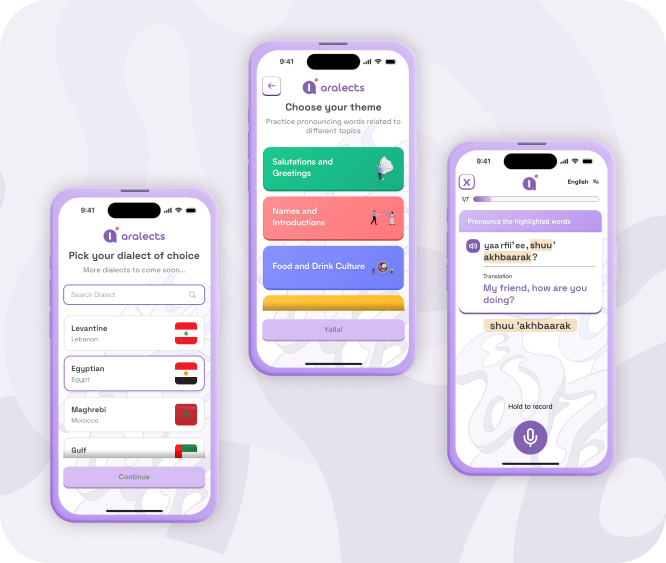 9:41
aralects
Pick your dialect of choice
More dialects to come soon...
Search Dialect
Levantine
Lebanon
Egyptian
Egypt
Maghrebi
Morocco
Gulf
Continue
9:41
aralects
Choose your theme
Practice pronouncing words related to
different topics
Salutations and
Greetings
Names and
Introductions
Food and Drink Culture
Yalla!
9:41
X
English
1/7
Pronounce the highlighted words
yaa rfii'ee, shuu '
akhbaarak?
Translation
My friend, how are you
doing?
shuu 'akhbaarak
Hold to record